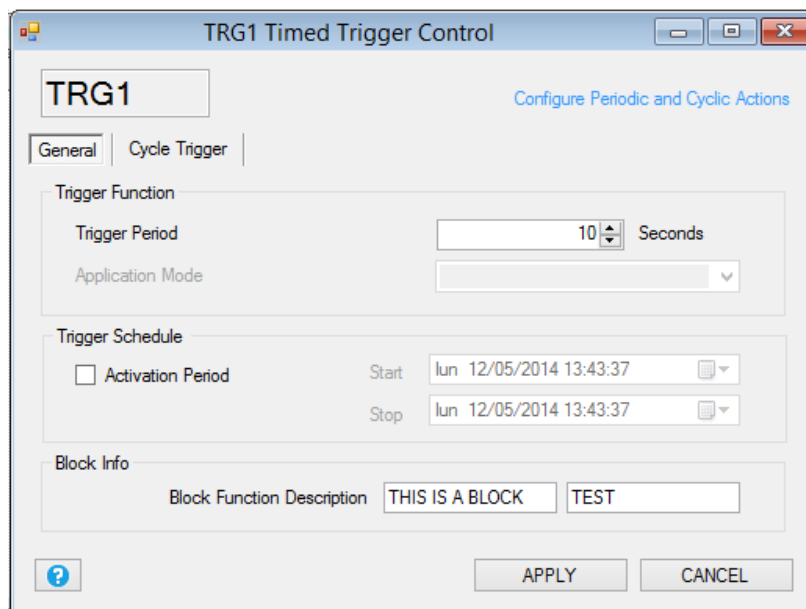 TRG1 Timed Trigger Control
TRG1
Configure Periodic and Cyclic Actions
General Cycle Trigger
Trigger Function
Trigger Period 10 Seconds
Application Mode
Trigger Schedule
Activation Period Start lun 12/05/2014 13:43:37
Stop lun 12/05/2014 13:43:37
Block Info
Block Function Description THIS IS A BLOCK TEST
? APPLY CANCEL